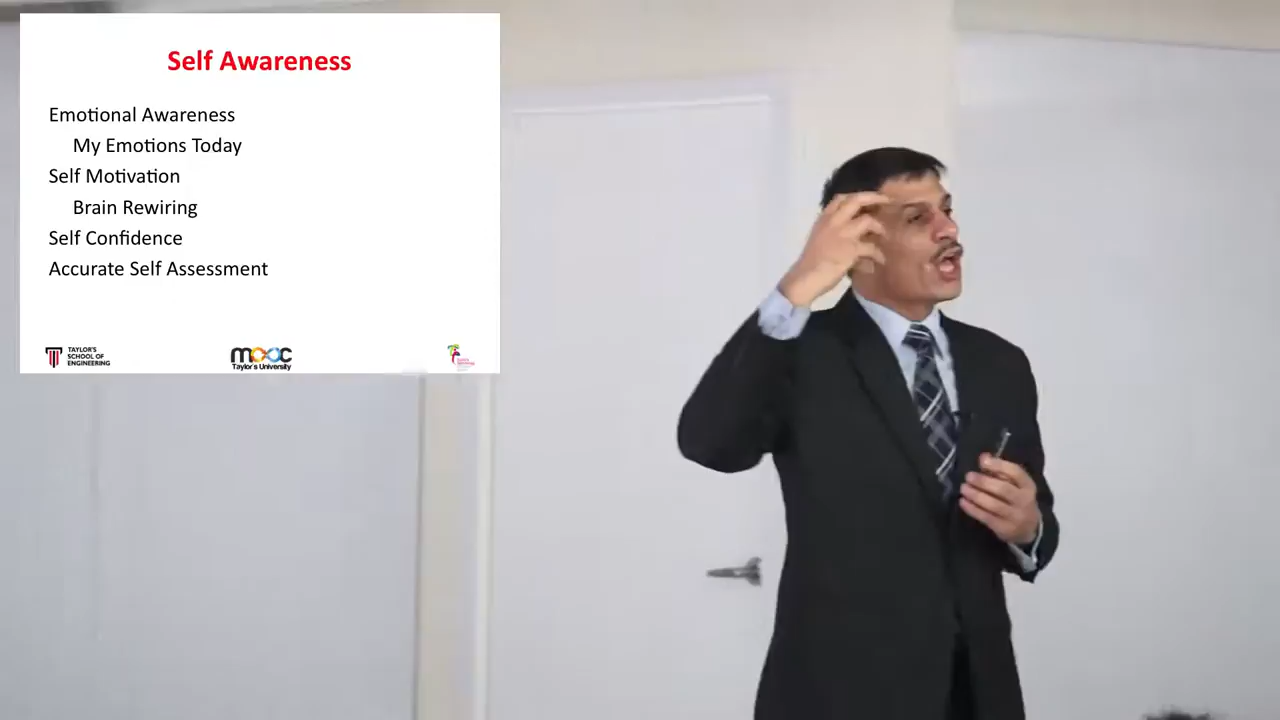 Self Awareness
Emotional Awareness
My Emotions Today
Self Motivation
Brain Rewiring
Self Confidence
Accurate Self Assessment
TAYLOR'S
SCHOOL OF
ENGINEERING
mooc
Taylor's University